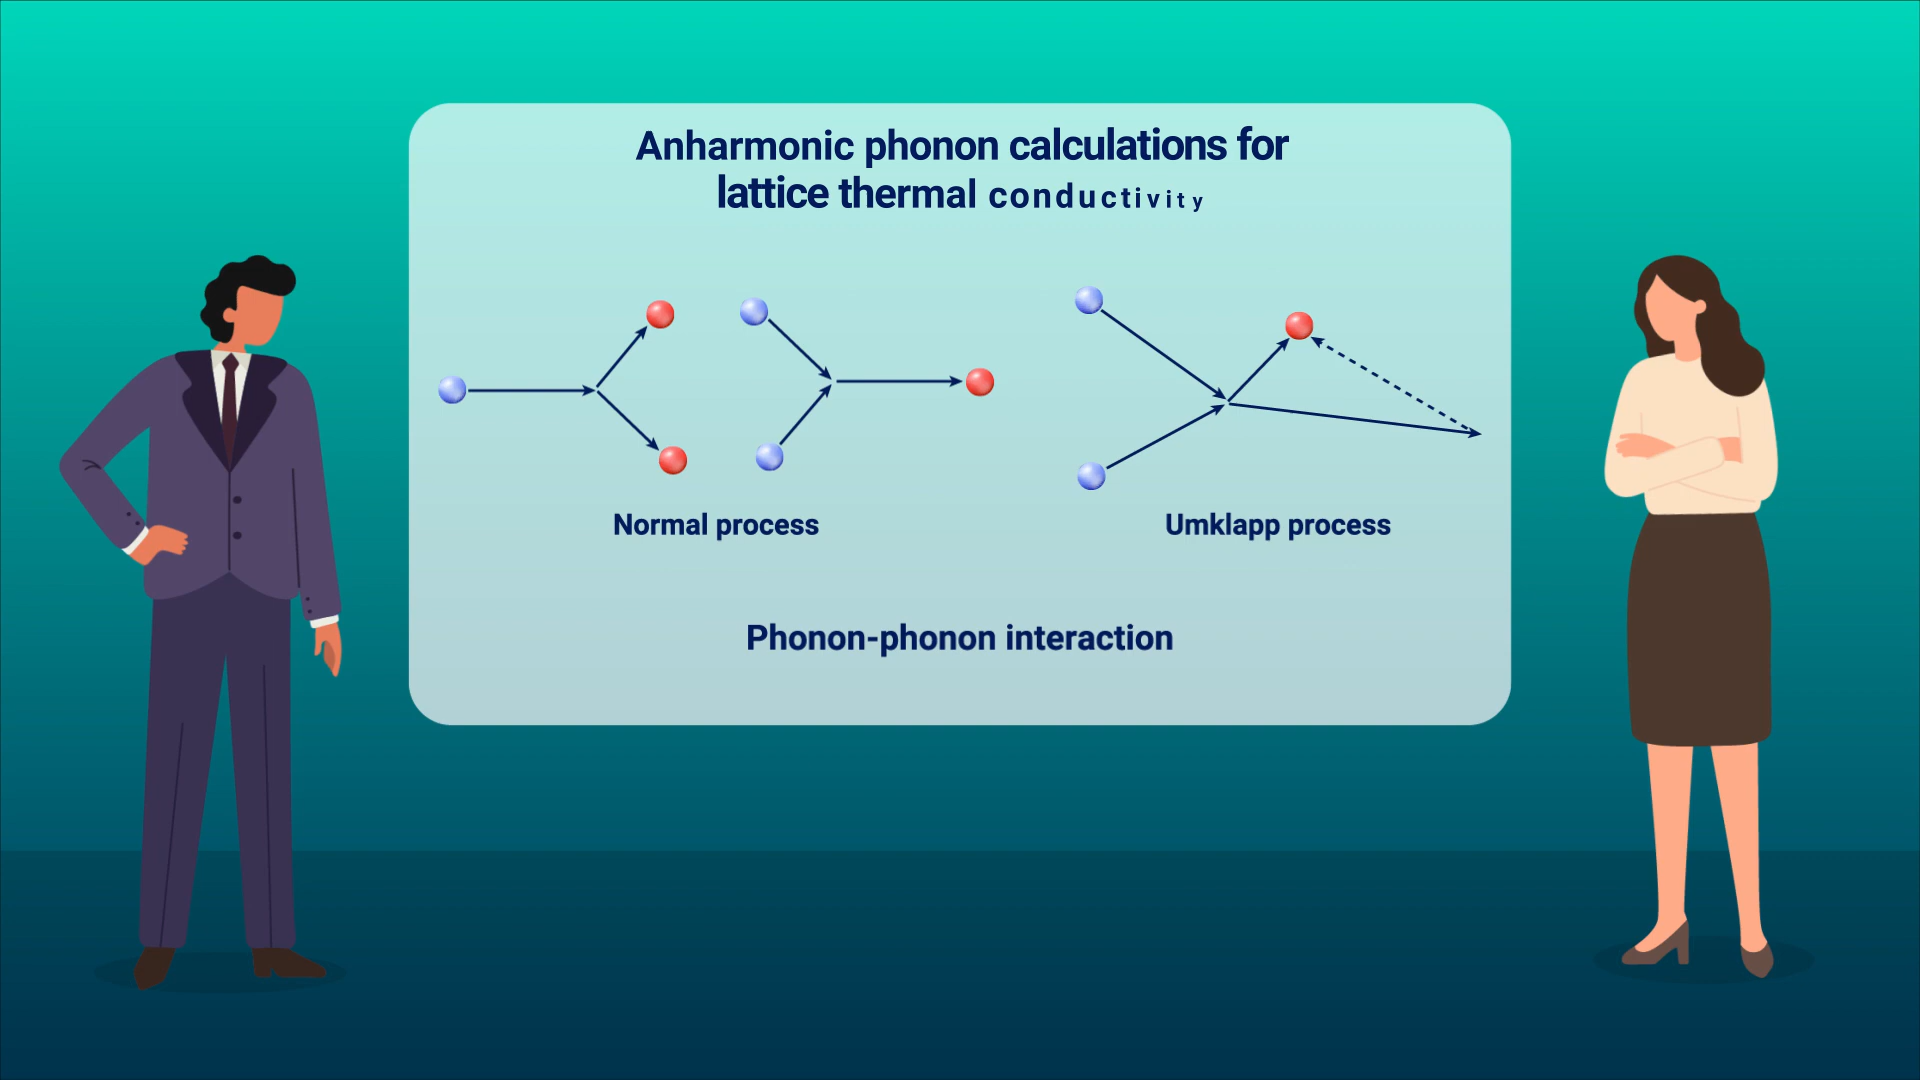 Anharmonic phonon calculations for
lattice thermal conductivity
Normal process
Umklapp process
Phonon-phonon interaction